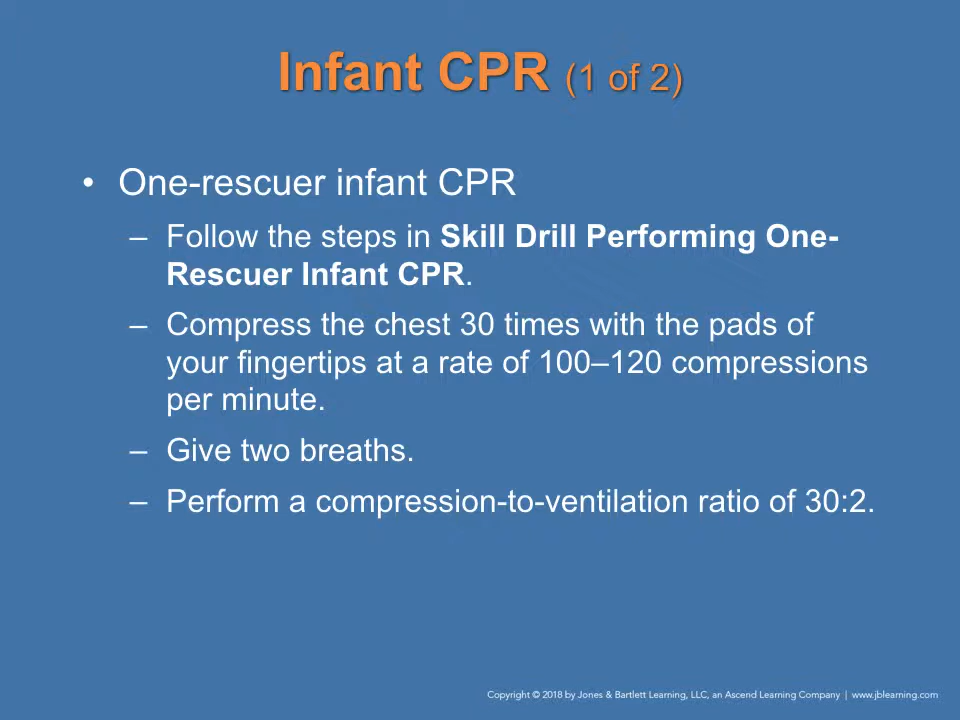 Infant CPR (1 of 2)
• One-rescuer infant CPR
– Follow the steps in Skill Drill Performing One-
Rescuer Infant CPR.
– Compress the chest 30 times with the pads of
your fingertips at a rate of 100–120 compressions
per minute.
– Give two breaths.
– Perform a compression-to-ventilation ratio of 30:2.
Copyright © 2018 by Jones & Bartlett Learning, LLC, an Ascend Learning Company | www.jblearning.com